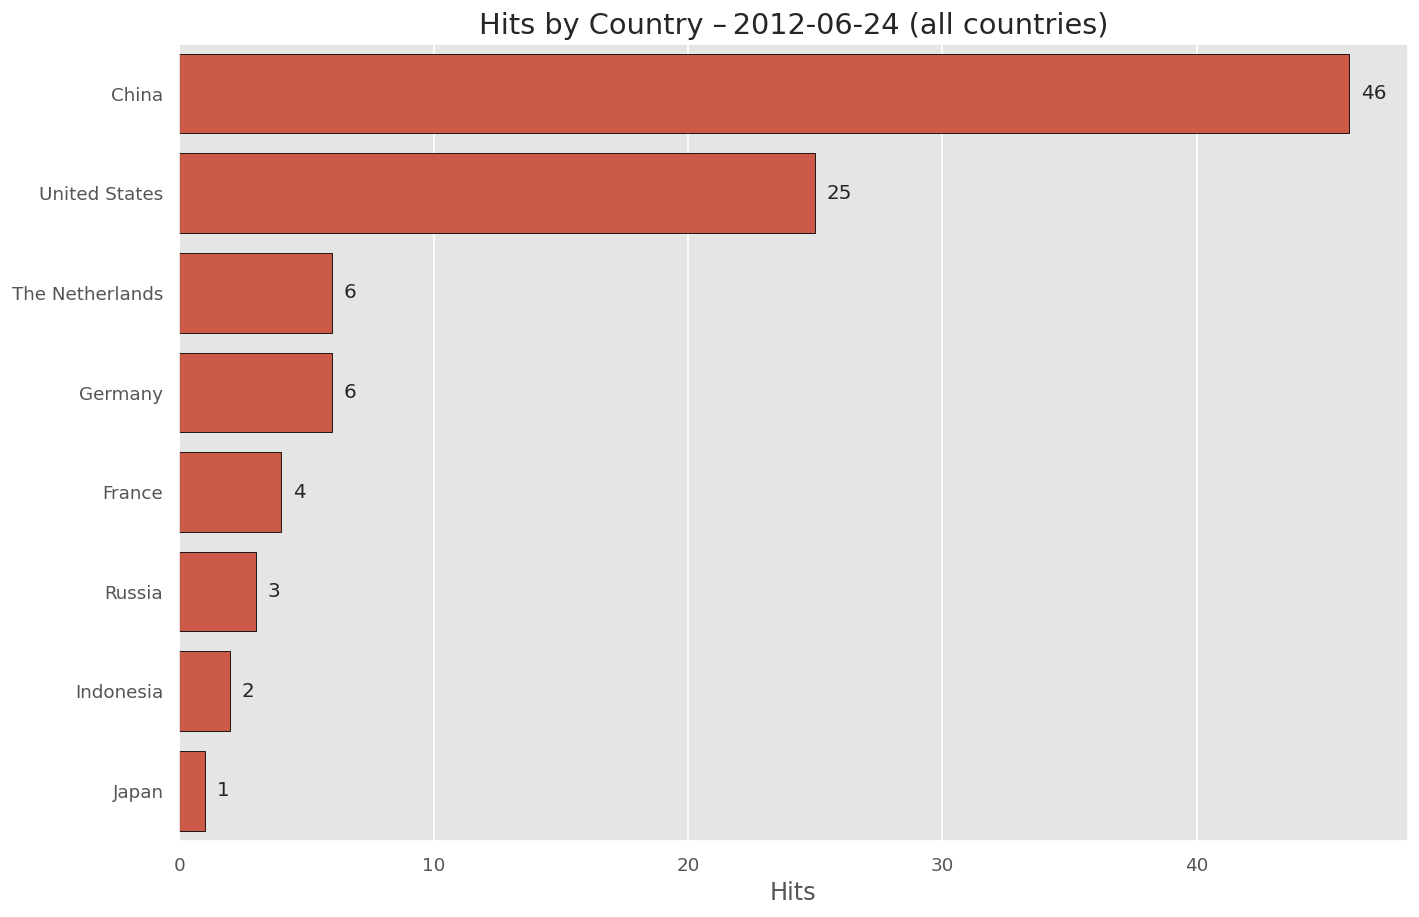 Hits by Country – 2012-06-24 (all countries)
China 46
United States 25
The Netherlands 6
Germany 6
France 4
Russia 3
Indonesia 2
Japan 1
0 10 20 30 40
Hits